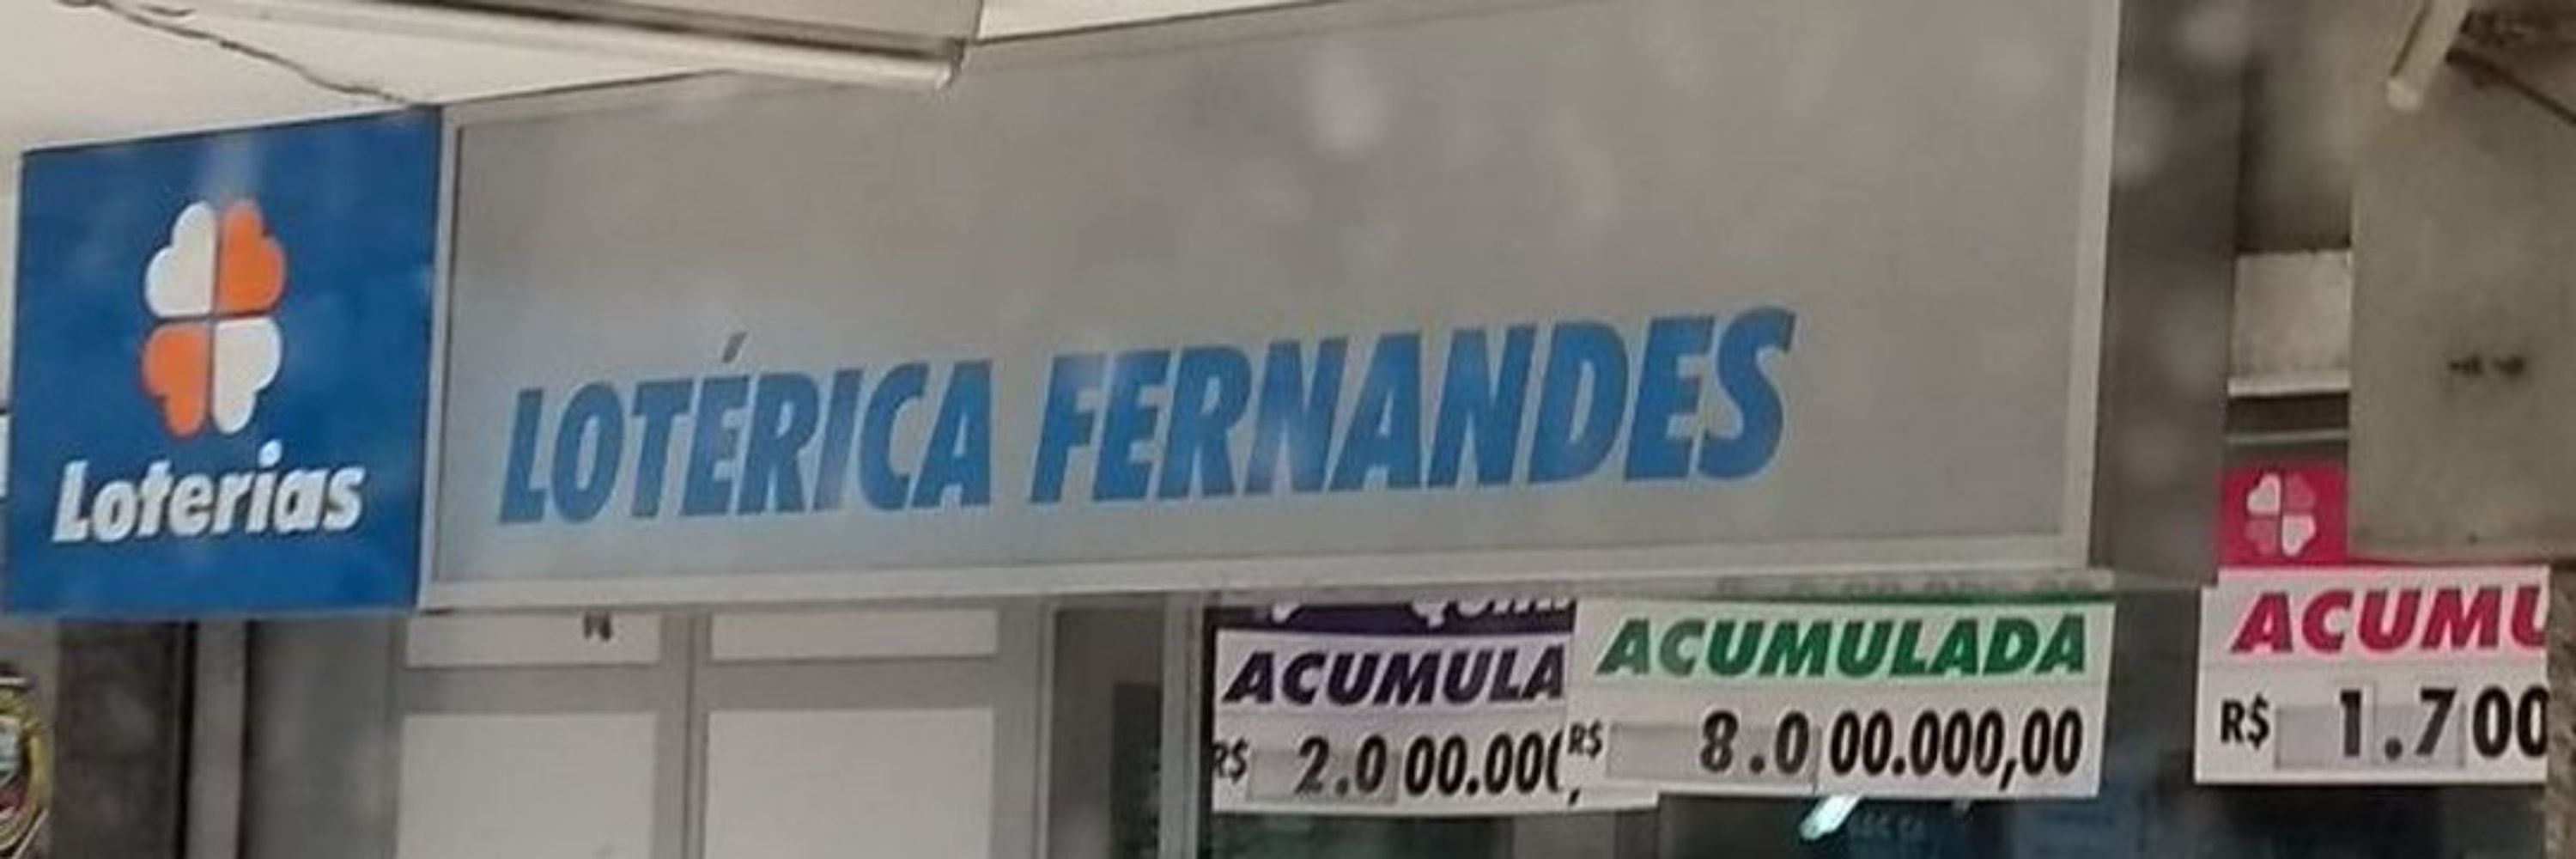 Loterias
LOTÉRICA FERNANDES
ACUMULA
R$ 2.000.00
ACUMULADA
R$ 8.000.000,00
ACUMU
R$ 1.700